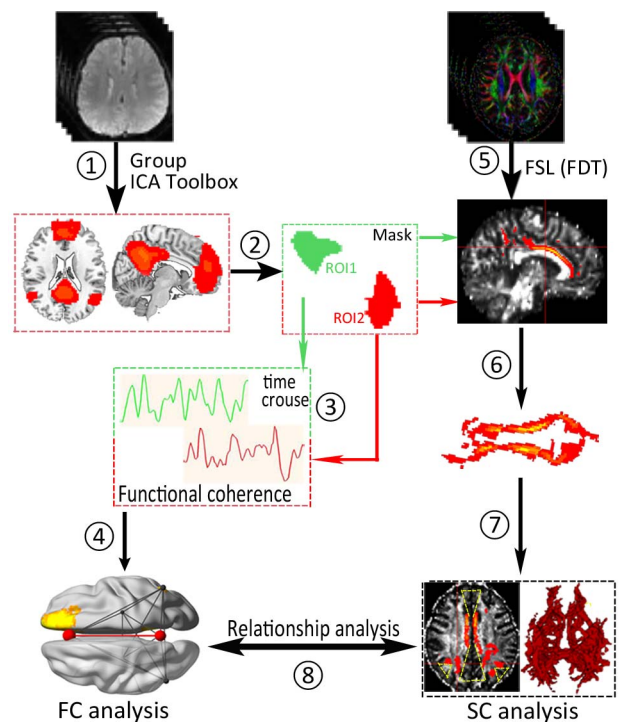 ①
Group
ICA Toolbox
⑤
FSL (FDT)
②
Mask
ROI1
ROI2
③
time
crouse
Functional coherence
⑥
④
⑦
Relationship analysis
⑧
FC analysis
SC analysis